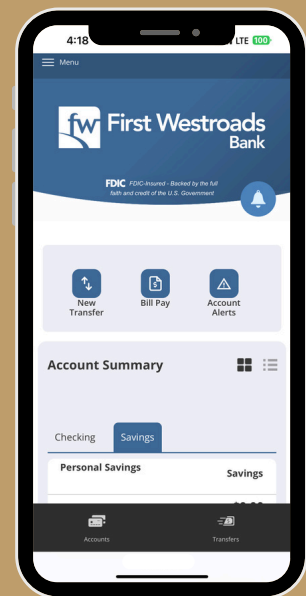 4:18
LTE 100
Menu
fw First Westroads
Bank
FDIC FDIC-Insured - Backed by the full
faith and credit of the U.S. Government
New
Transfer
Bill Pay
Account
Alerts
Account Summary
Checking
Savings
Personal Savings
Savings
Accounts
Transfers